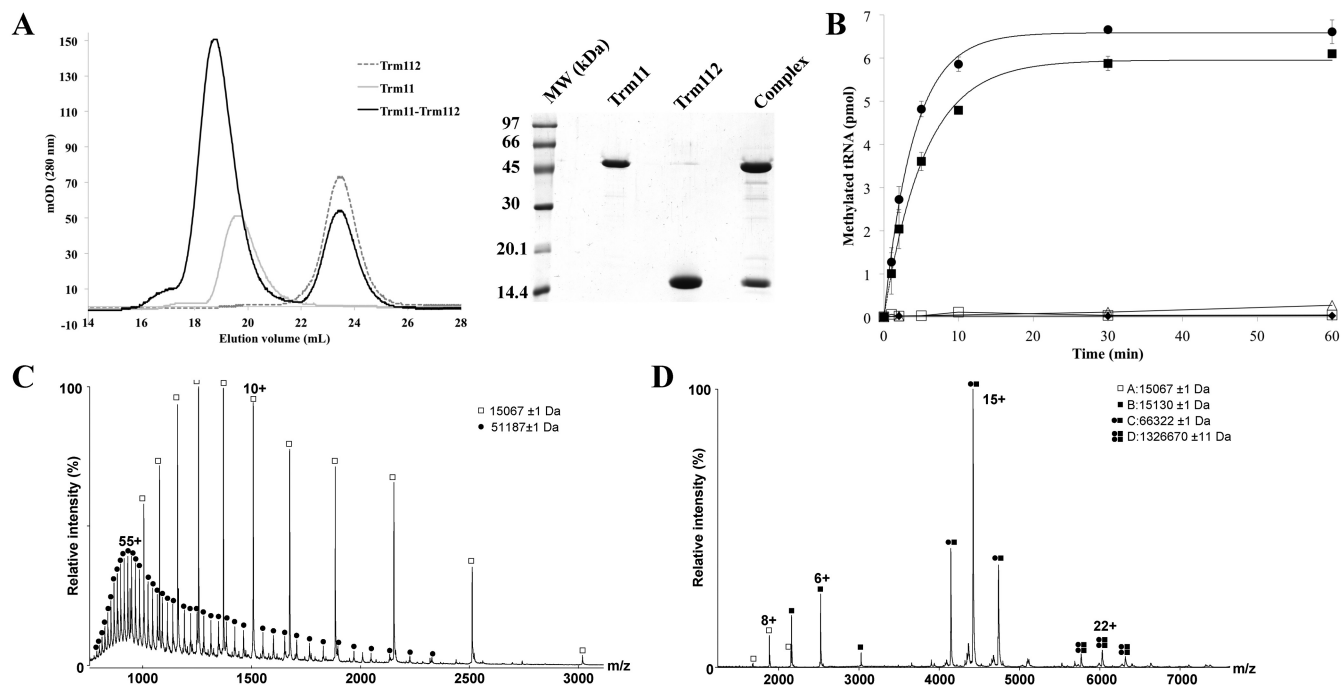 A
mOD (280 nm)
150
130
110
90
70
50
30
10
-10
14 16 18 20 22 24 26 28
Elution volume (mL)
Trm112
Trm11
Trm11-Trm112
MW (kDa)
Trm11
Trm112
Complex
97
66
45
30
20.1
14.4
B
Methylated tRNA (pmol)
7
6
5
4
3
2
1
0
0 10 20 30 40 50 60
Time (min)
C
Relative intensity (%)
100
0
55+
10+
15067 ±1 Da
51187±1 Da
1000 2000 3000 m/z
D
Relative intensity (%)
100
0
8+
6+
15+
22+
A:15067 ±1 Da
B:15130 ±1 Da
C:66322 ±1 Da
D:1326670 ±11 Da
2000 3000 4000 5000 6000 7000 m/z